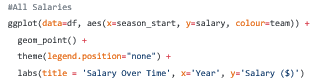 #All Salaries
ggplot(data=df, aes(x=season_start, y=salary, colour=team)) +
  geom_point() +
  theme(legend.position="none") +
  labs(title = 'Salary Over Time', x='Year', y='Salary ($)')